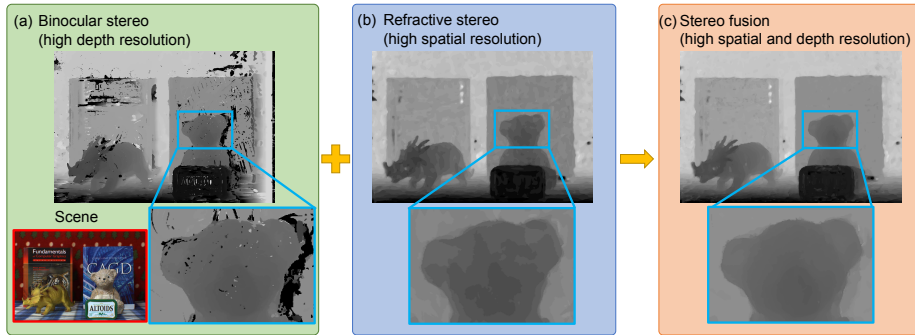 (a) Binocular stereo
(high depth resolution)
(b) Refractive stereo
(high spatial resolution)
(c) Stereo fusion
(high spatial and depth resolution)
Scene
Fundamentals
CAGD
ALTOIDS